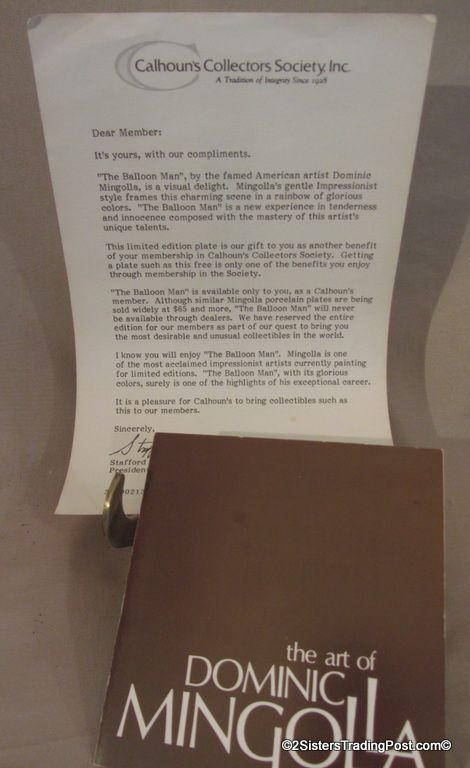 Calhoun's Collectors Society, Inc.
A Tradition of Integrity Since 1928
Dear Member:
It's yours, with our compliments.
"The Balloon Man", by the famed American artist Dominic
Mingolla, is a visual delight. Mingolla's gentle Impressionist
style frames this charming scene in a rainbow of glorious
colors. "The Balloon Man" is a new experience in tenderness
and innocence composed with the mastery of this artist's
unique talents.
This limited edition plate is our gift to you as another benefit
of your membership in Calhoun's Collectors Society. Getting
a plate such as this free is only one of the benefits you enjoy
through membership in the Society.
"The Balloon Man" is available only to you, as a Calhoun's
member. Although similar Mingolla porcelain plates are being
sold widely at $65 and more, "The Balloon Man" will never
be available through dealers. We have reserved the entire
edition for our members as part of our quest to bring you
the most desirable and unusual collectibles in the world.
I know you will enjoy "The Balloon Man". Mingolla is one
of the most acclaimed impressionist artists currently painting
for limited editions. "The Balloon Man", with its glorious
colors, surely is one of the highlights of his exceptional career.
It is a pleasure for Calhoun's to bring collectibles such as
this to our members.
Sincerely,
Stafford
President
the art of
DOMINIC
MINGOLLA
©2SistersTradingPost.com©